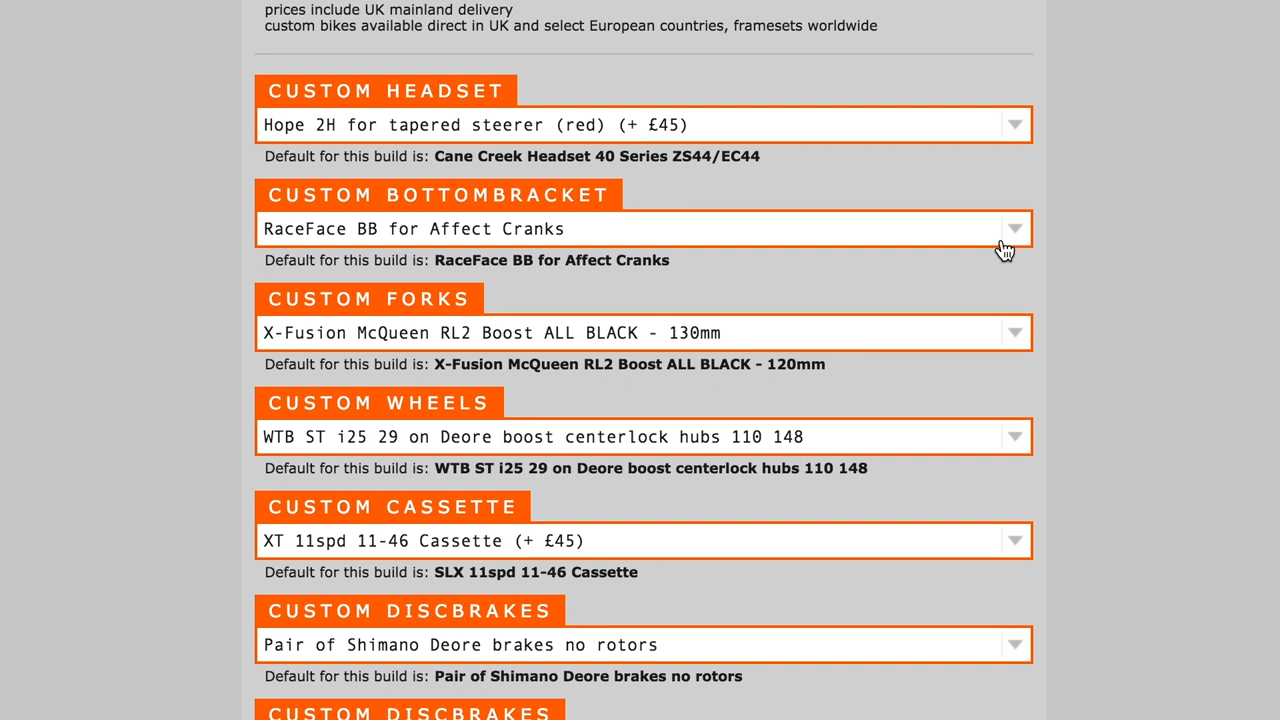 prices include UK mainland delivery
custom bikes available direct in UK and select European countries, framesets worldwide
CUSTOM HEADSET
Hope 2H for tapered steerer (red) (+ £45)
Default for this build is: Cane Creek Headset 40 Series ZS44/EC44
CUSTOM BOTTOMBRACKET
RaceFace BB for Affect Cranks
Default for this build is: RaceFace BB for Affect Cranks
CUSTOM FORKS
X-Fusion McQueen RL2 Boost ALL BLACK - 130mm
Default for this build is: X-Fusion McQueen RL2 Boost ALL BLACK - 120mm
CUSTOM WHEELS
WTB ST i25 29 on Deore boost centerlock hubs 110 148
Default for this build is: WTB ST i25 29 on Deore boost centerlock hubs 110 148
CUSTOM CASSETTE
XT 11spd 11-46 Cassette (+ £45)
Default for this build is: SLX 11spd 11-46 Cassette
CUSTOM DISCBRAKES
Pair of Shimano Deore brakes no rotors
Default for this build is: Pair of Shimano Deore brakes no rotors
CUSTOM DISCBRAKES